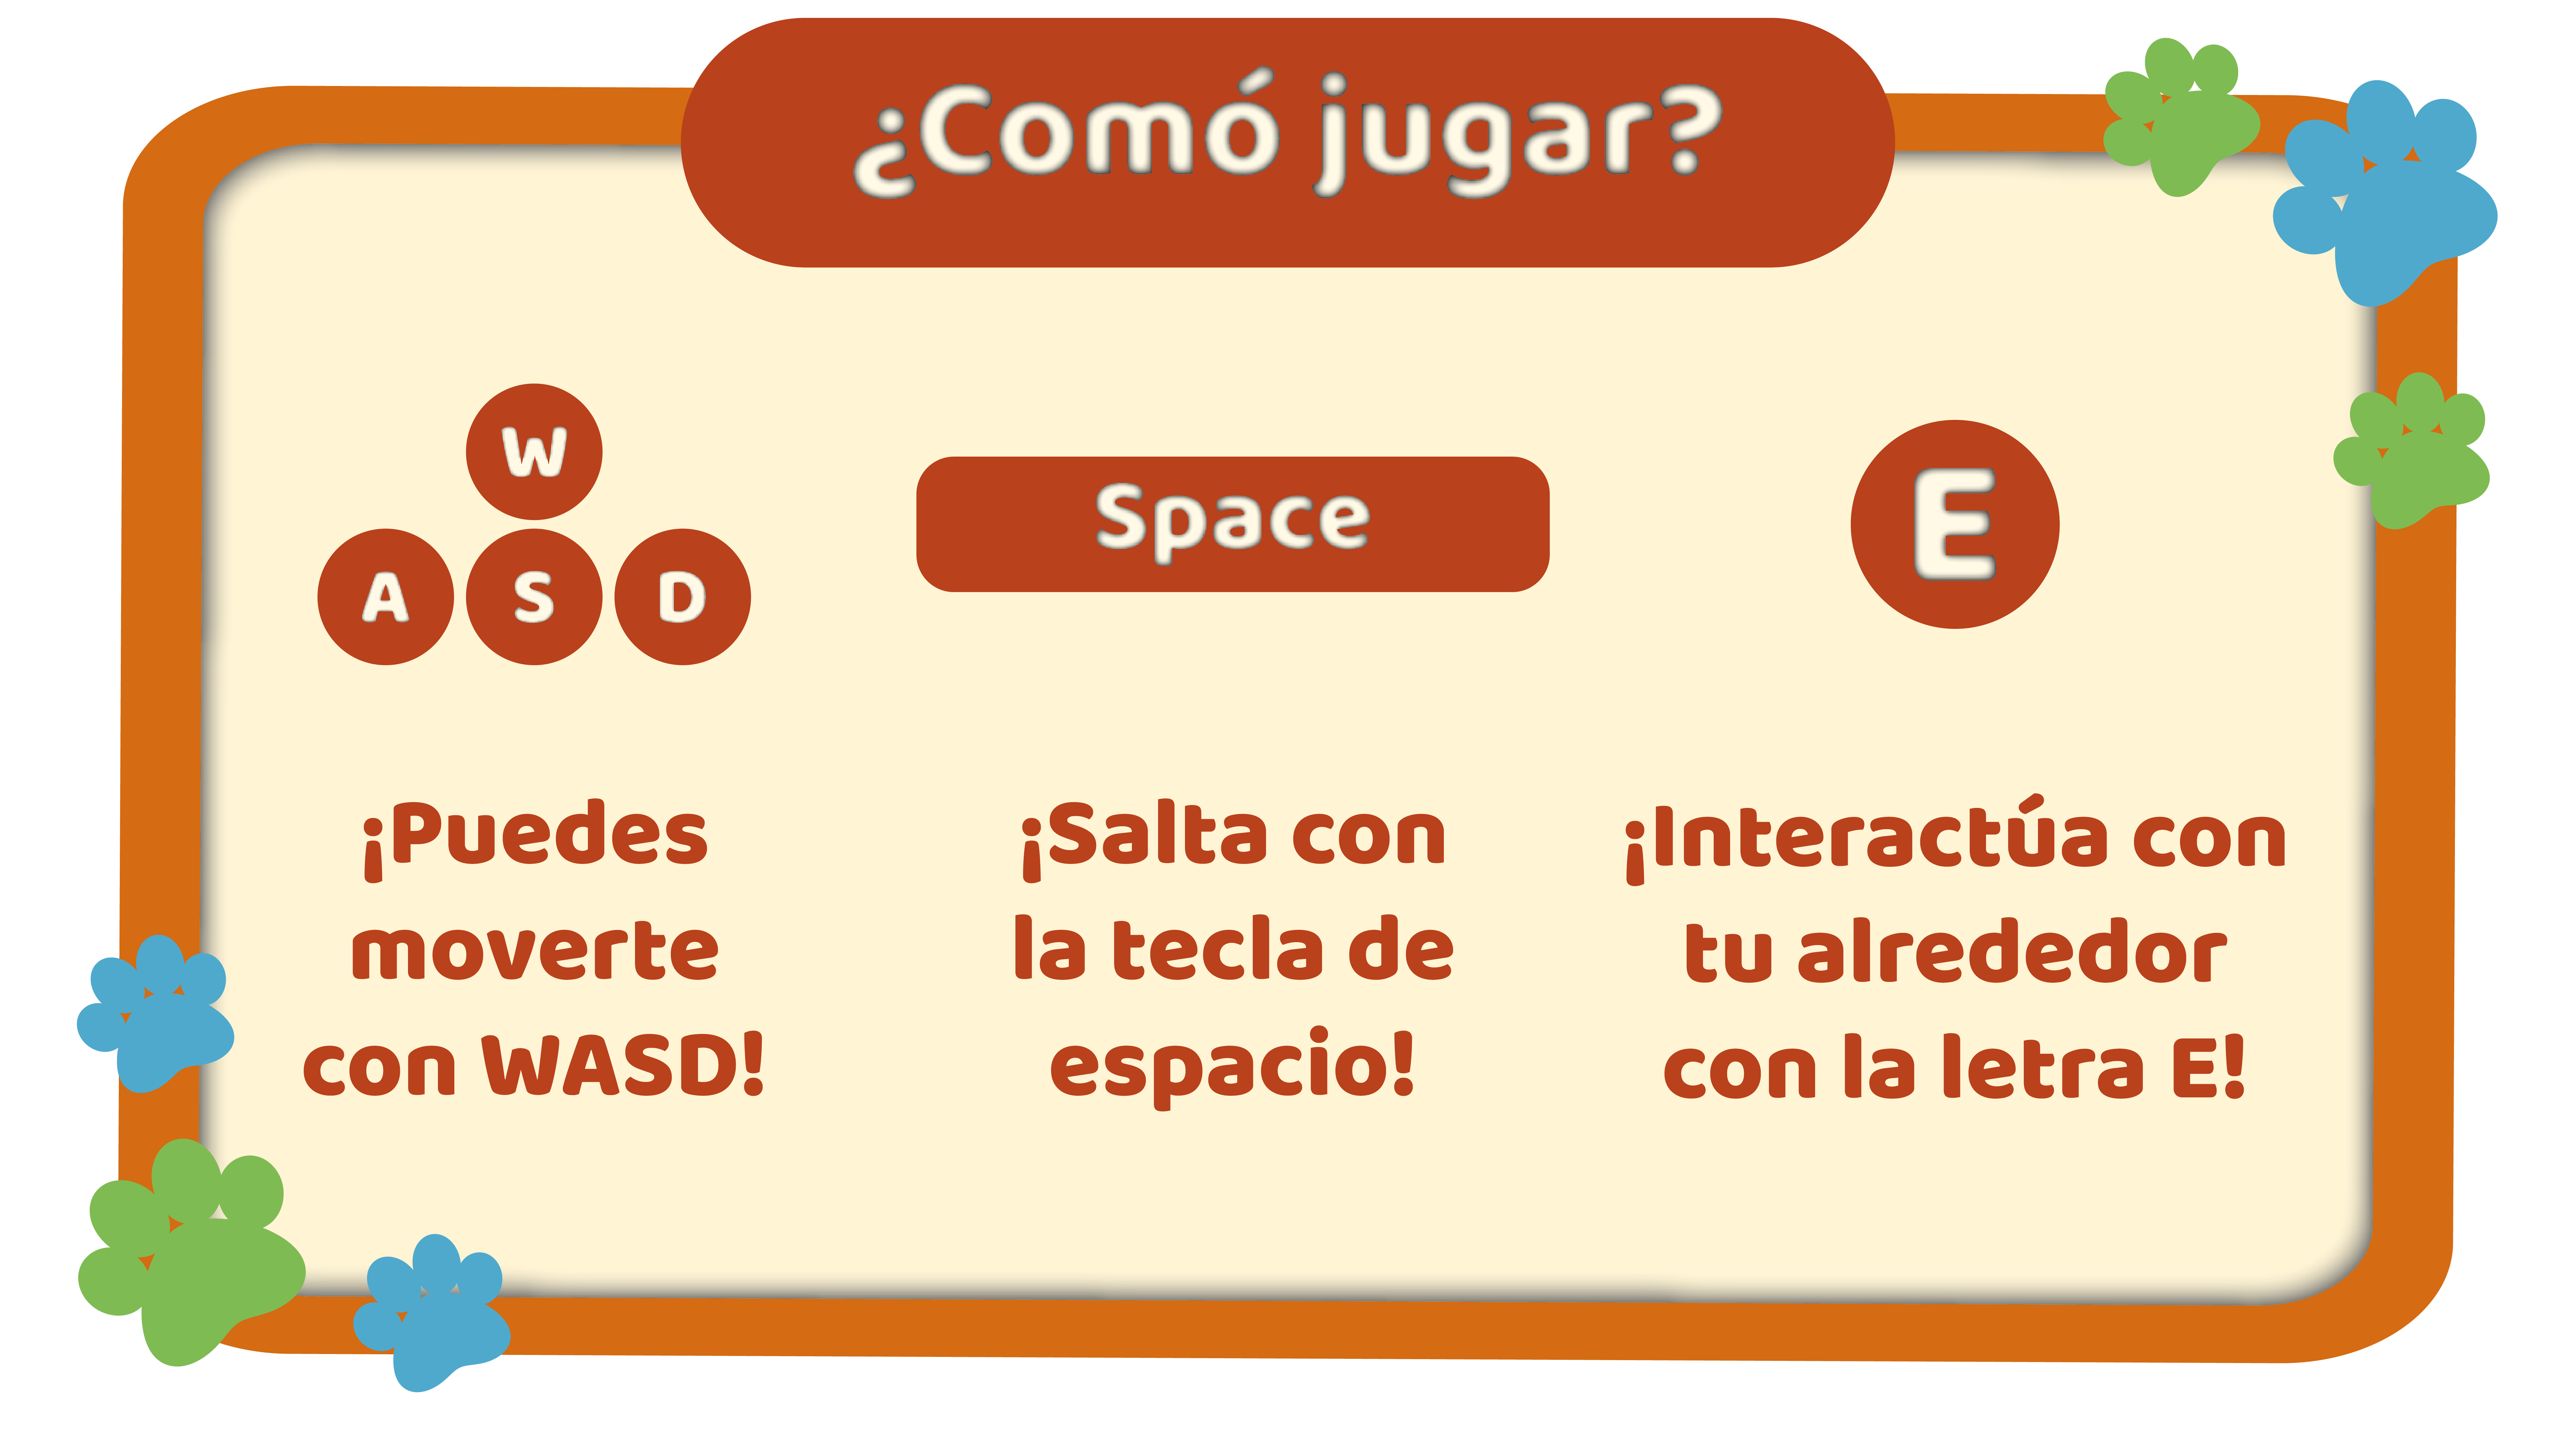 ¿Comó jugar?
W
A S D
Space
E
¡Puedes
moverte
con WASD!
¡Salta con
la tecla de
espacio!
¡Interactúa con
tu alrededor
con la letra E!